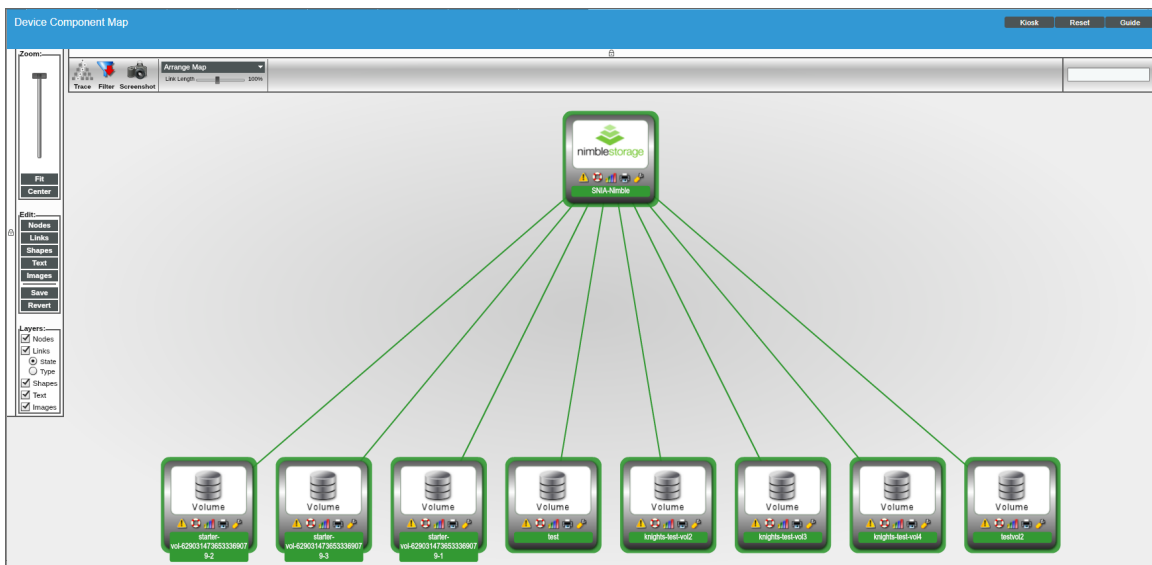 Device Component Map
Kiosk
Reset
Guide
Zoom:
Fit
Center
Edit:
Nodes
Links
Shapes
Text
Images
Save
Revert
Layers:
Nodes
Links
State
Type
Shapes
Text
Images
Trace
Filter
Screenshot
Arrange Map
Link Length
100%
nimblestorage
SNIA-Nimble
Volume
starter-
vol-629031473653336907
9-2
Volume
starter-
vol-629031473653336907
9-3
Volume
starter-
vol-629031473653336907
9-1
Volume
test
Volume
knights-test-vol2
Volume
knights-test-vol3
Volume
knights-test-vol4
Volume
testvol2